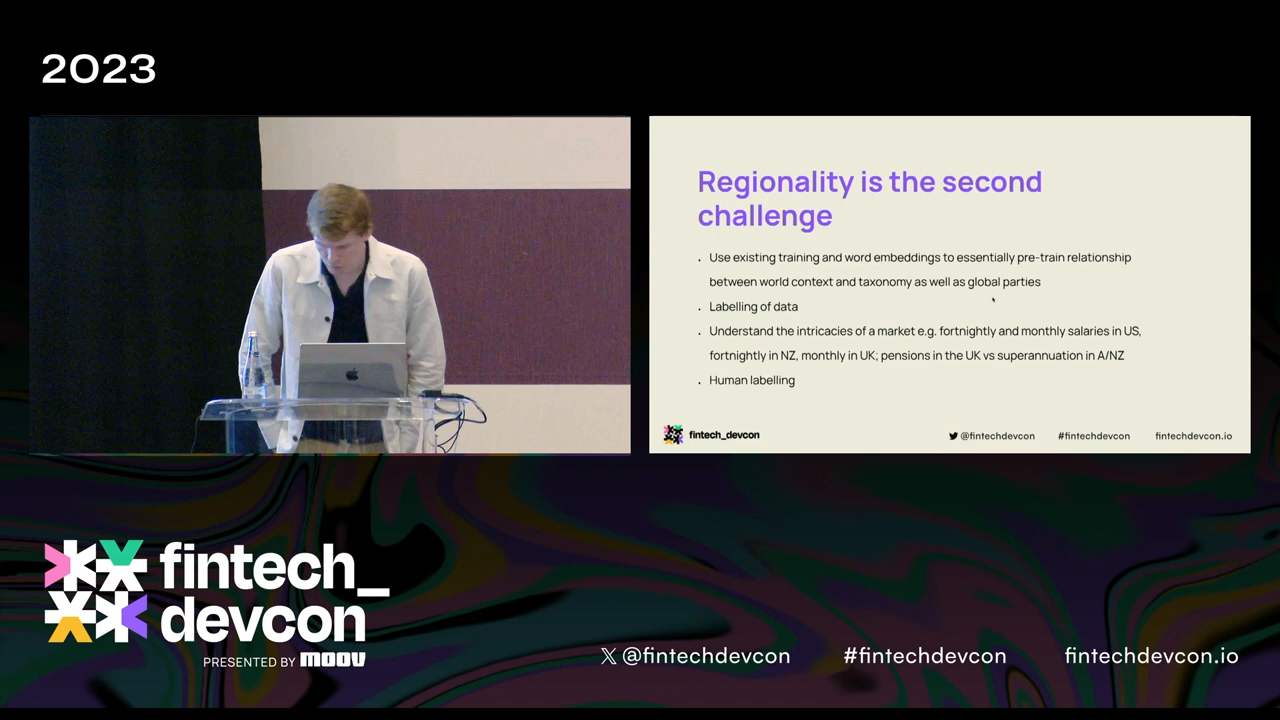 2023
Regionality is the second
challenge
. Use existing training and word embeddings to essentially pre-train relationship
between world context and taxonomy as well as global parties
. Labelling of data
. Understand the intricacies of a market e.g. fortnightly and monthly salaries in US,
fortnightly in NZ, monthly in UK; pensions in the UK vs superannuation in A/NZ
. Human labelling
fintech_devcon
@fintechdevcon
#fintechdevcon
fintechdevcon.io
fintech_
devcon
PRESENTED BY moov
X @fintechdevcon
#fintechdevcon
fintechdevcon.io